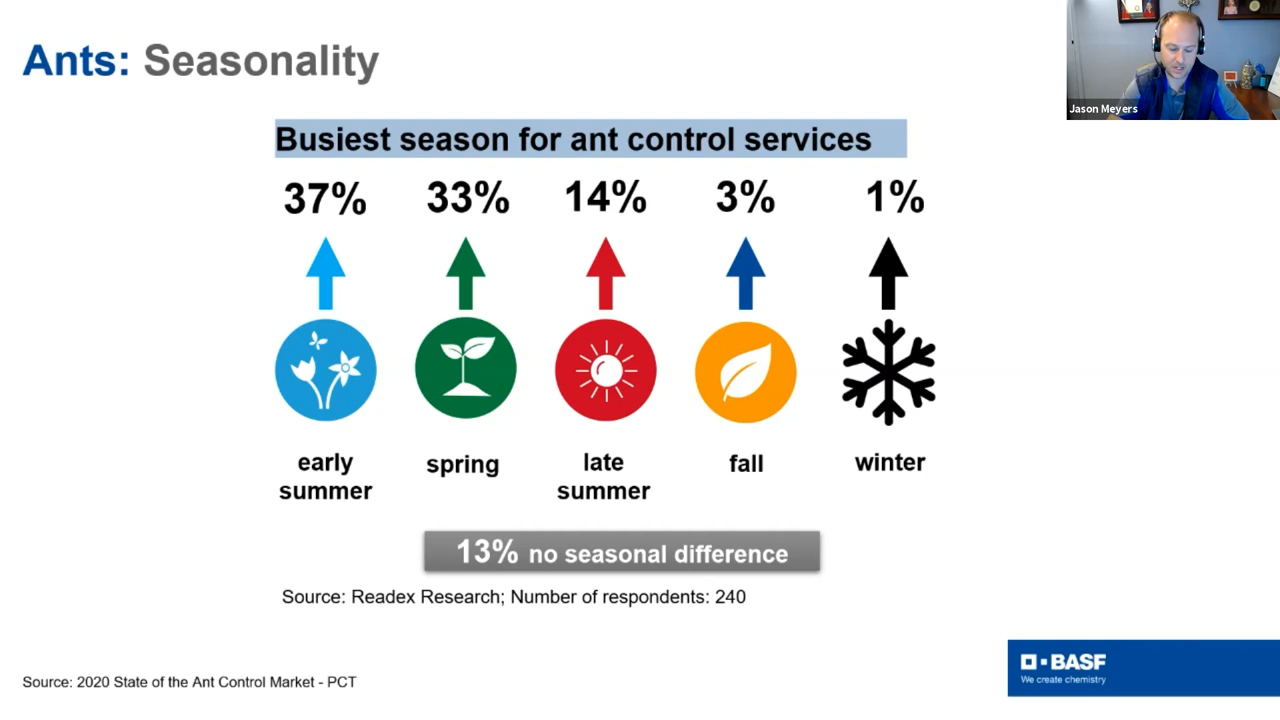 Ants: Seasonality
Jason Meyers
Busiest season for ant control services
37% 33% 14% 3% 1%
early summer
spring
late summer
fall
winter
13% no seasonal difference
Source: Readex Research; Number of respondents: 240
BASF
We create chemistry
Source: 2020 State of the Ant Control Market - PCT